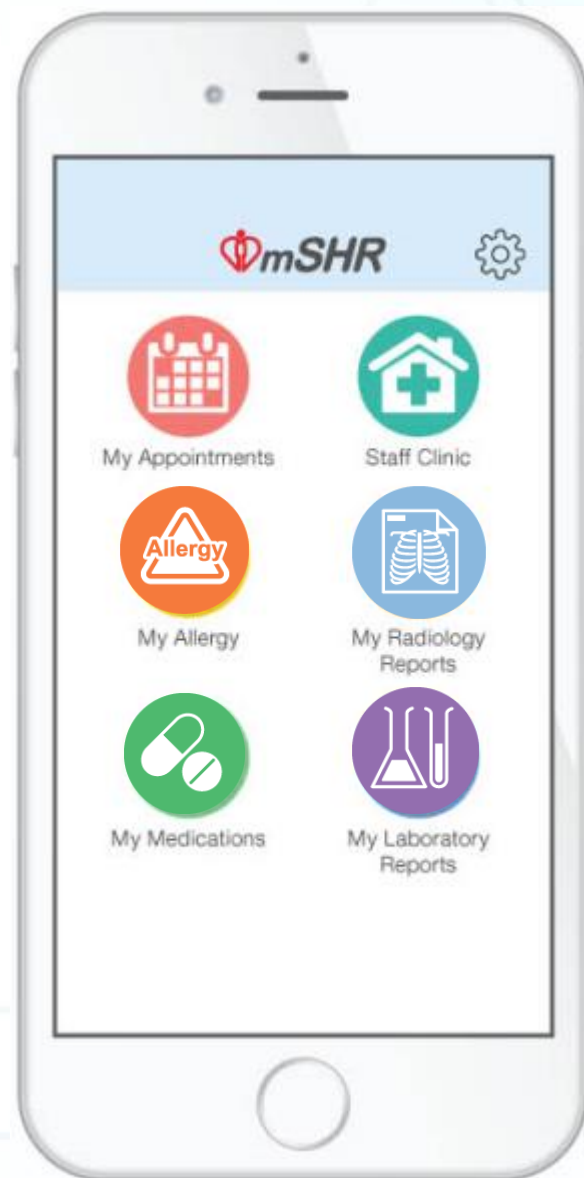 mSHR
My Appointments
Staff Clinic
Allergy
My Allergy
My Radiology
Reports
My Medications
My Laboratory
Reports